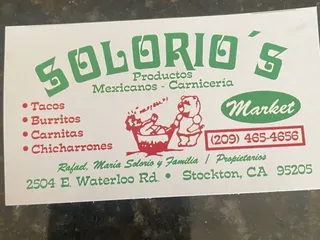 SOLORIO´S
Productos
Mexicanos - Carnicería
Market
• Tacos
• Burritos
• Carnitas
• Chicharrones
(209) 465-4656
Rafael, María Solorio y Familia / Propietarios
2504 E. Waterloo Rd. • Stockton, CA 95205